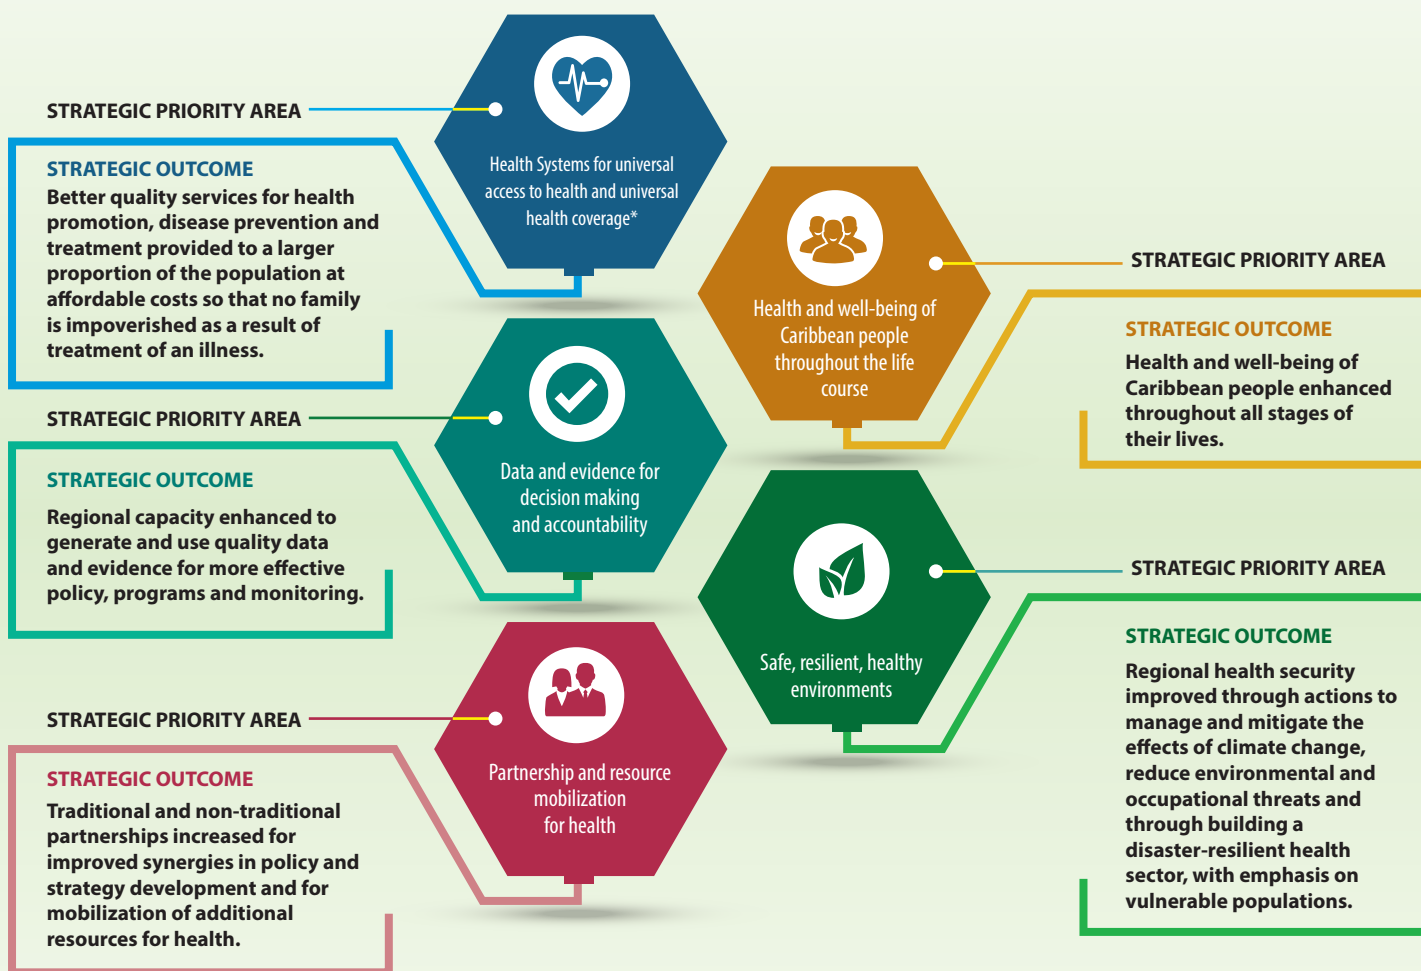 STRATEGIC PRIORITY AREA
Health Systems for universal
access to health and universal
health coverage*
STRATEGIC OUTCOME
Better quality services for health
promotion, disease prevention and
treatment provided to a larger
proportion of the population at
affordable costs so that no family
is impoverished as a result of
treatment of an illness.
STRATEGIC PRIORITY AREA
Health and well-being of
Caribbean people
throughout the life
course
STRATEGIC OUTCOME
Health and well-being of
Caribbean people enhanced
throughout all stages of
their lives.
STRATEGIC PRIORITY AREA
Data and evidence for
decision making
and accountability
STRATEGIC OUTCOME
Regional capacity enhanced to
generate and use quality data
and evidence for more effective
policy, programs and monitoring.
STRATEGIC PRIORITY AREA
Safe, resilient, healthy
environments
STRATEGIC OUTCOME
Regional health security
improved through actions to
manage and mitigate the
effects of climate change,
reduce environmental and
occupational threats and
through building a
disaster-resilient health
sector, with emphasis on
vulnerable populations.
STRATEGIC PRIORITY AREA
Partnership and resource
mobilization
for health
STRATEGIC OUTCOME
Traditional and non-traditional
partnerships increased for
improved synergies in policy and
strategy development and for
mobilization of additional
resources for health.